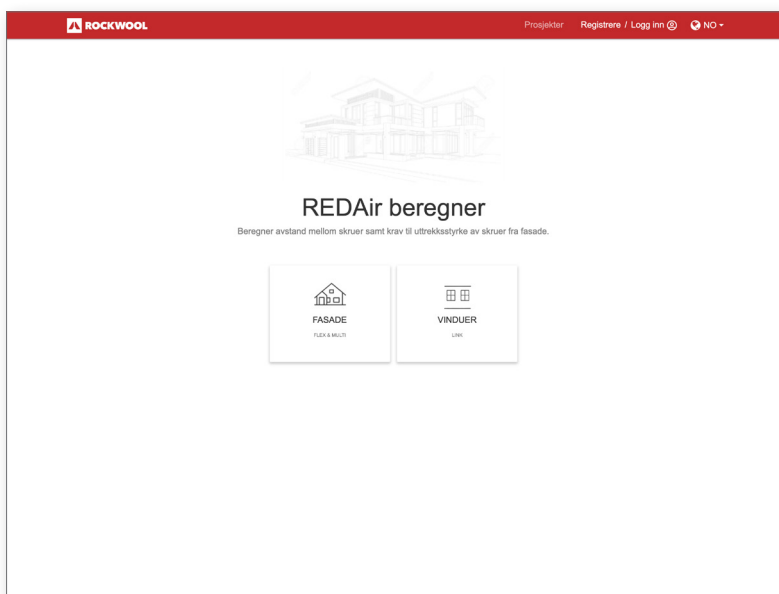 ROCKWOOL
Prosjekter Registrere / Logg inn NO
REDAir beregner
Beregner avstand mellom skruer samt krav til uttrekksstyrke av skruer fra fasade.
FASADE
FLEX & MULTI
VINDUER
LINK